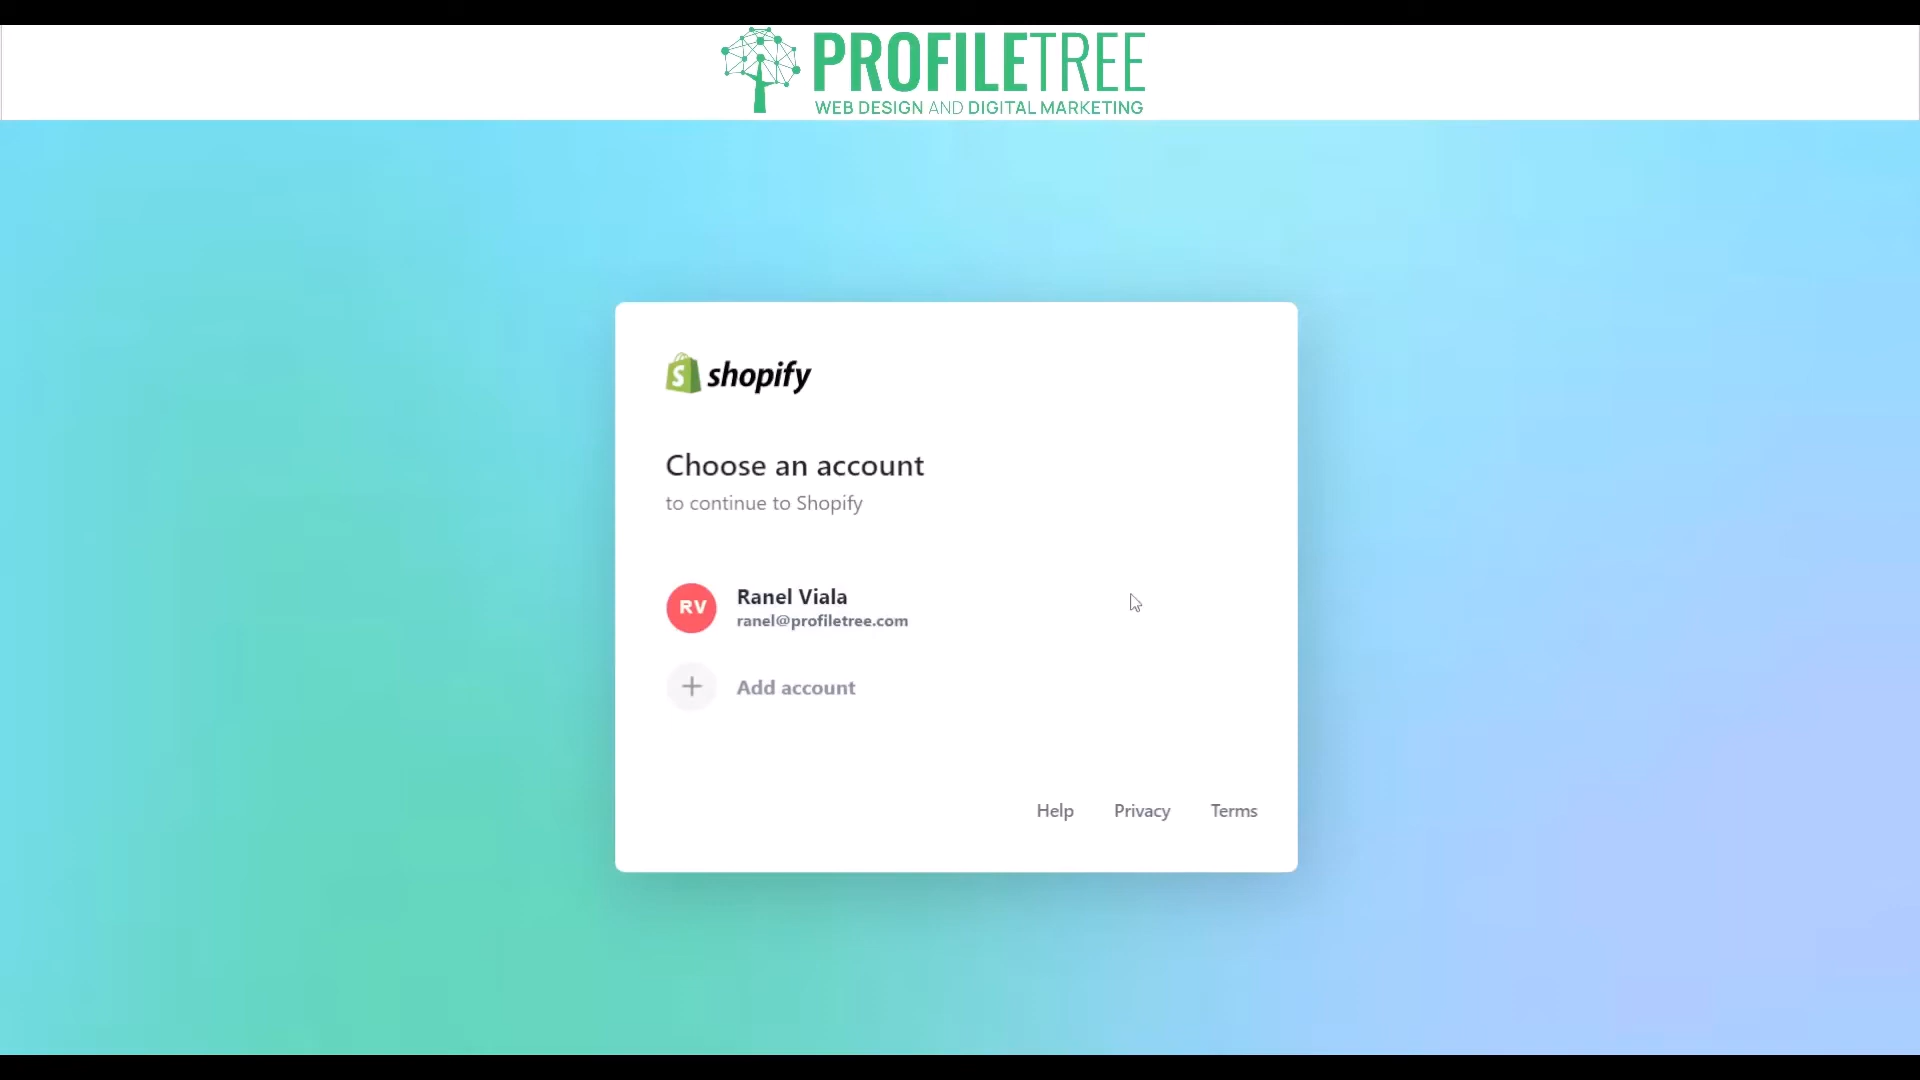 PROFILETREE
WEB DESIGN AND DIGITAL MARKETING
shopify
Choose an account
to continue to Shopify
RV
Ranel Viala
ranel@profiletree.com
+ Add account
Help Privacy Terms